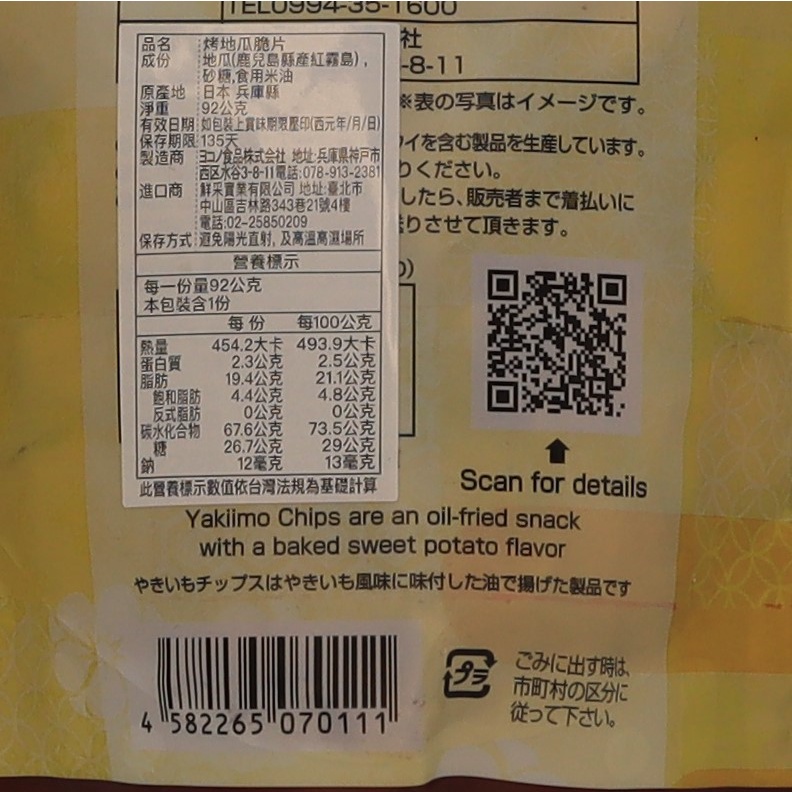 TEL0994-35-1600
社
-8-11
※表の写真はイメージです。
イを含む製品を生産しています。
りください。
したら、販売者まで着払いに
りさせて頂きます。
品名 烤地瓜脆片
成份 地瓜(鹿兒島縣產紅霧島),
砂糖,食用米油
原產地 日本 兵庫縣
淨重 92公克
有效日期 如包裝上賞味期限壓印(西元年/月/日)
保存期限 135天
製造商 ヨコノ食品株式会社 地址:兵庫県神戸市
西区水谷3-8-11電話:078-913-2381
進口商 鮮采實業有限公司 地址:臺北市
中山區吉林路343巷21號4樓
電話:02-25850209
保存方式 避免陽光直射, 及高溫高濕場所
營養標示
每一份量92公克
本包裝含1份
每份 每100公克
熱量 454.2大卡 493.9大卡
蛋白質 2.3公克 2.5公克
脂肪 19.4公克 21.1公克
飽和脂肪 4.4公克 4.8公克
反式脂肪 0公克 0公克
碳水化合物 67.6公克 73.5公克
糖 26.7公克 29公克
鈉 12毫克 13毫克
此營養標示數值依台灣法規為基礎計算
Scan for details
Yakiimo Chips are an oil-fried snack
with a baked sweet potato flavor
やきいもチップスはやきいも風味に味付した油で揚げた製品です
4 582265 070111
プラ
ごみに出す時は、
市町村の区分に
従って下さい。